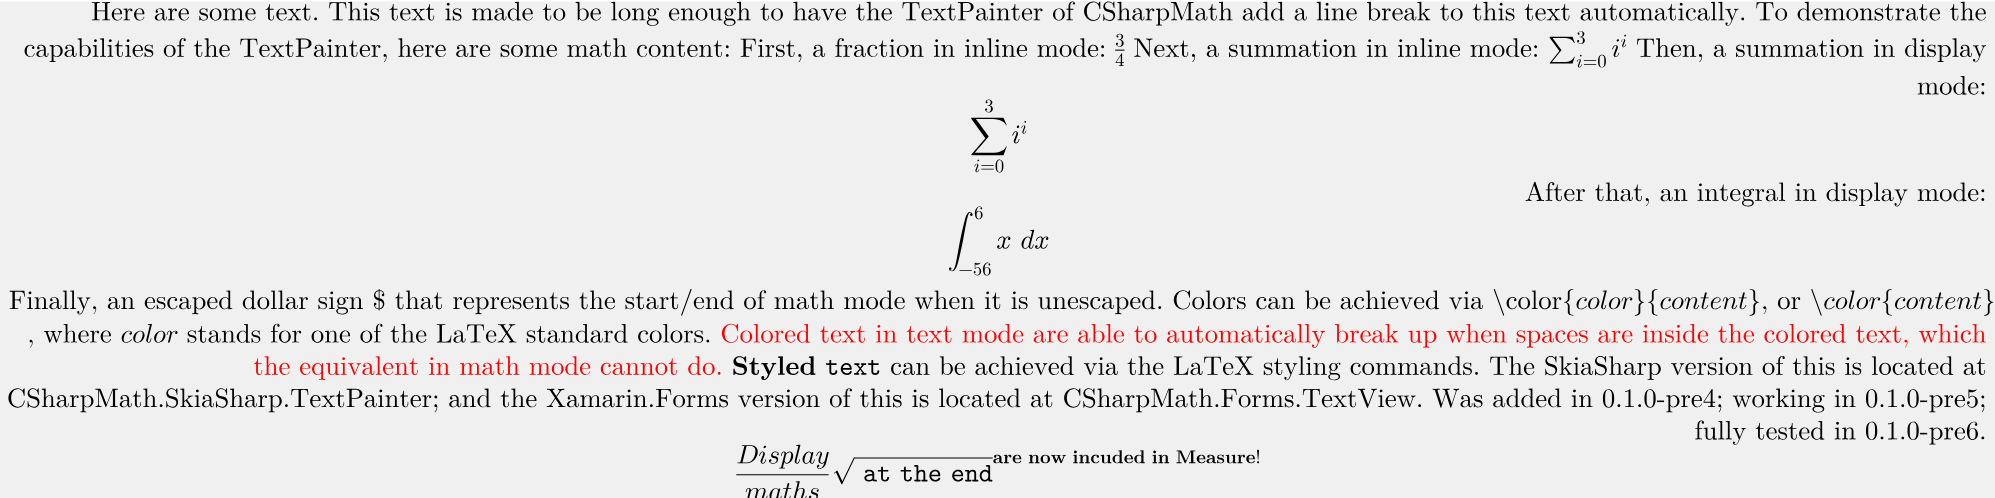 Here are some text. This text is made to be long enough to have the TextPainter of CSharpMath add a line break to this text automatically. To demonstrate the
capabilities of the TextPainter, here are some math content: First, a fraction in inline mode: 3/4 Next, a summation in inline mode: ∑_{i=0}^{3} i^i Then, a summation in display
mode:
∑_{i=0}^{3} i^i
After that, an integral in display mode:
∫_{−56}^{6} x dx
Finally, an escaped dollar sign $ that represents the start/end of math mode when it is unescaped. Colors can be achieved via \color{color}{content}, or \color{content}
, where color stands for one of the LaTeX standard colors. Colored text in text mode are able to automatically break up when spaces are inside the colored text, which
the equivalent in math mode cannot do. Styled text can be achieved via the LaTeX styling commands. The SkiaSharp version of this is located at
CSharpMath.SkiaSharp.TextPainter; and the Xamarin.Forms version of this is located at CSharpMath.Forms.TextView. Was added in 0.1.0-pre4; working in 0.1.0-pre5;
fully tested in 0.1.0-pre6.
Display/maths √at the end^are now incuded in Measure!